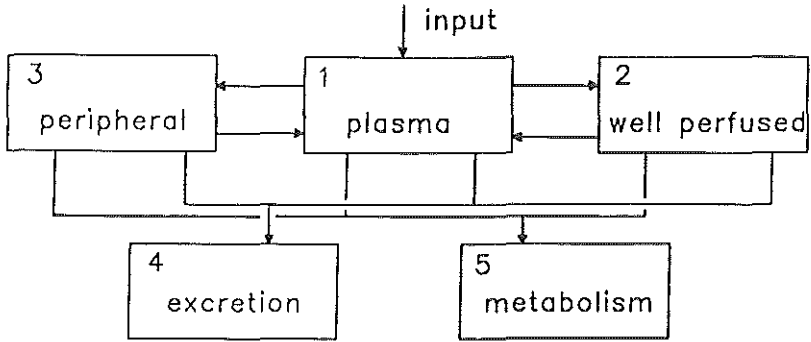 input
3
peripheral
1
plasma
2
well perfused
4
excretion
5
metabolism